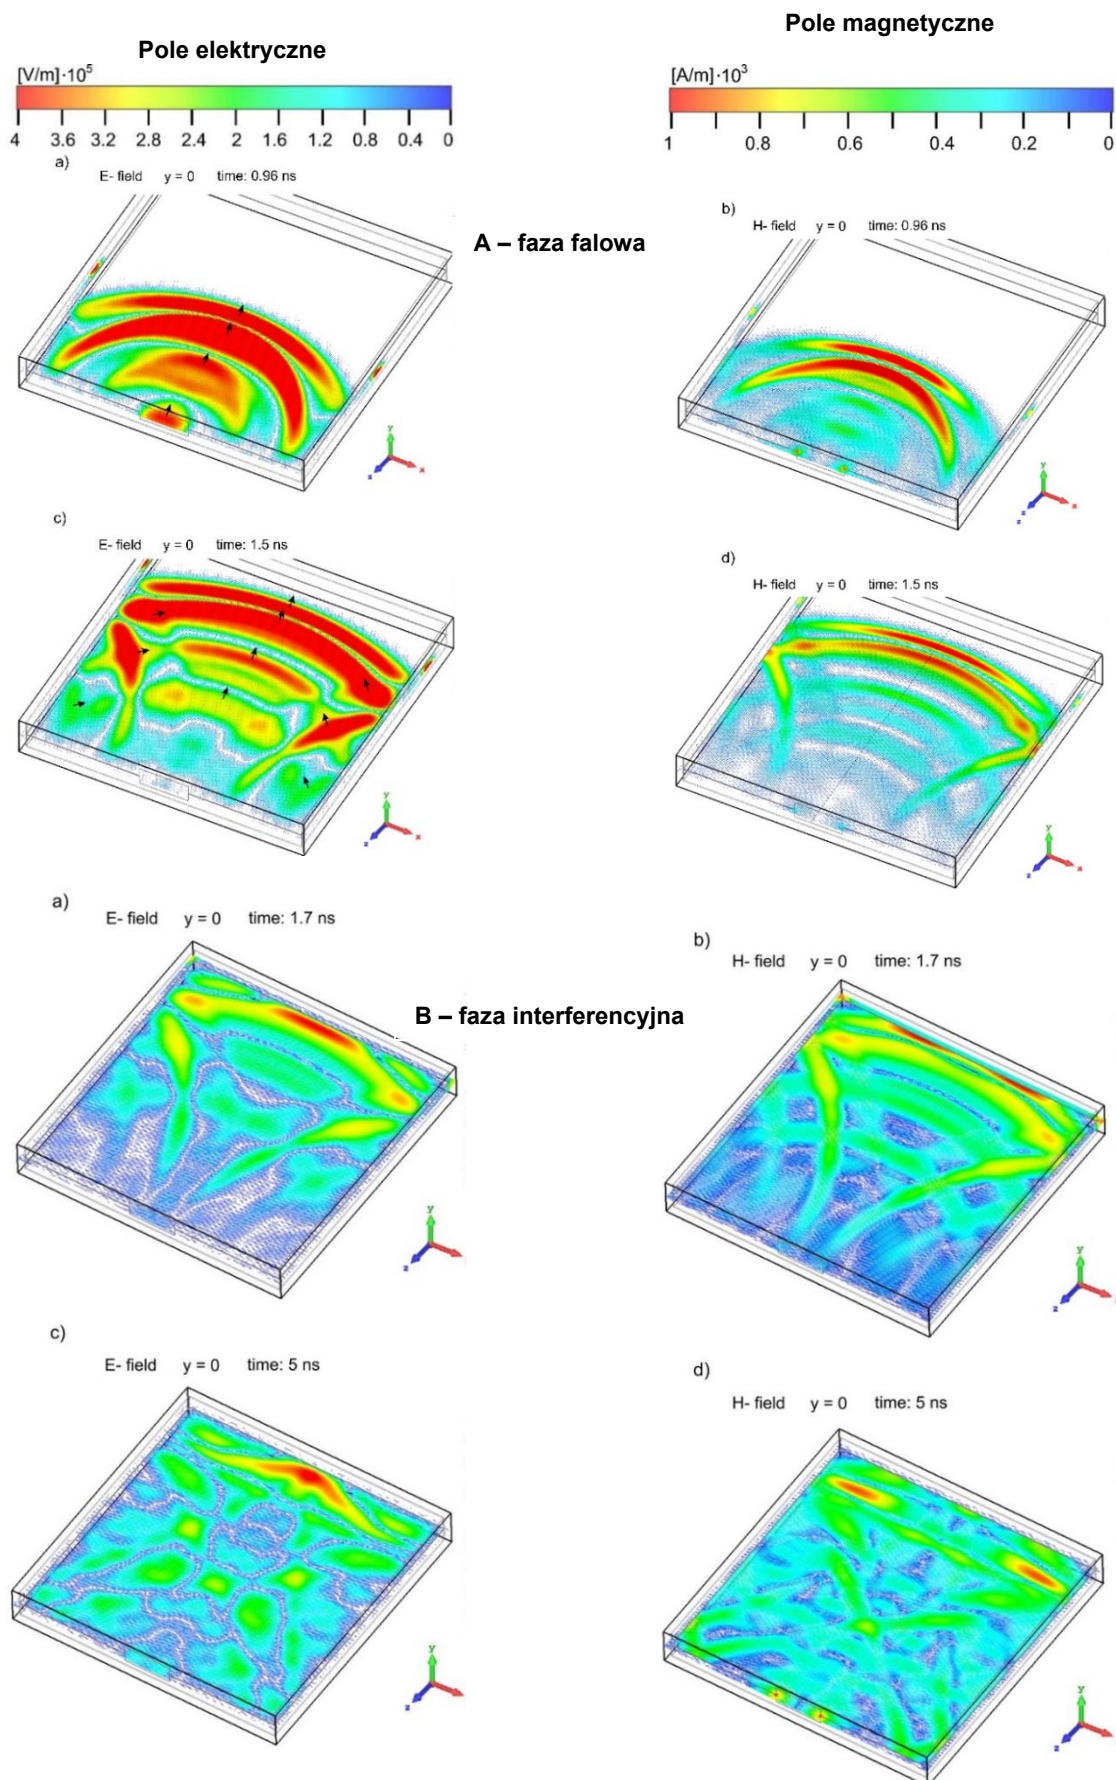 Pole elektryczne
Pole magnetyczne
[V/m]·10⁵
4 3.6 3.2 2.8 2.4 2 1.6 1.2 0.8 0.4 0
[A/m]·10³
1 0.8 0.6 0.4 0.2 0
a)
E- field y = 0 time: 0.96 ns
b)
H- field y = 0 time: 0.96 ns
A – faza falowa
y
x
z
y
x
z
c)
E- field y = 0 time: 1.5 ns
d)
H- field y = 0 time: 1.5 ns
y
x
z
y
x
z
a)
E- field y = 0 time: 1.7 ns
b)
H- field y = 0 time: 1.7 ns
B – faza interferencyjna
y
z
y
z
c)
E- field y = 0 time: 5 ns
d)
H- field y = 0 time: 5 ns
y
z
y
z